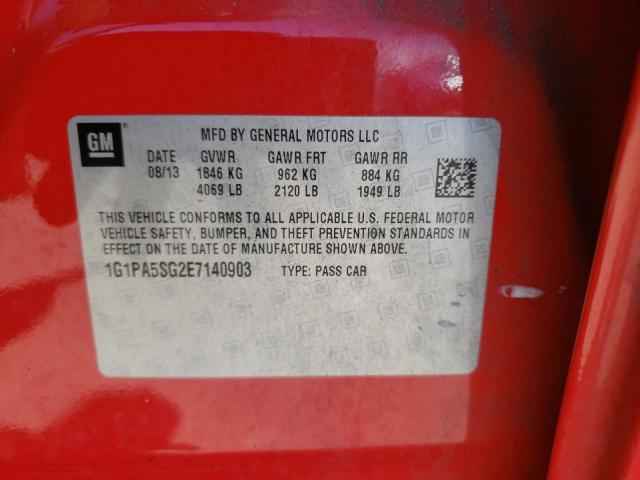 GM
MFD BY GENERAL MOTORS LLC
DATE GVWR GAWR FRT GAWR RR
08/13 1846 KG 962 KG 884 KG
4069 LB 2120 LB 1949 LB
THIS VEHICLE CONFORMS TO ALL APPLICABLE U.S. FEDERAL MOTOR
VEHICLE SAFETY, BUMPER, AND THEFT PREVENTION STANDARDS IN
EFFECT ON THE DATE OF MANUFACTURE SHOWN ABOVE.
1G1PA5SG2E7140903 TYPE: PASS CAR